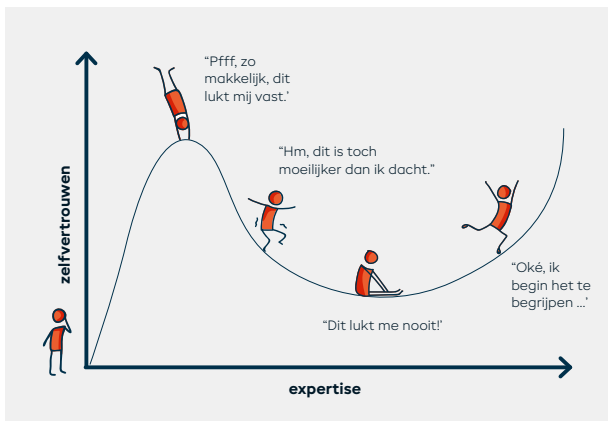 “Pfff, zo
makkelijk, dit
lukt mij vast.’
“Hm, dit is toch
moeilijker dan ik dacht.”
zelfvertrouwen
“Oké, ik
begin het te
begrijpen ...’
“Dit lukt me nooit!’
expertise